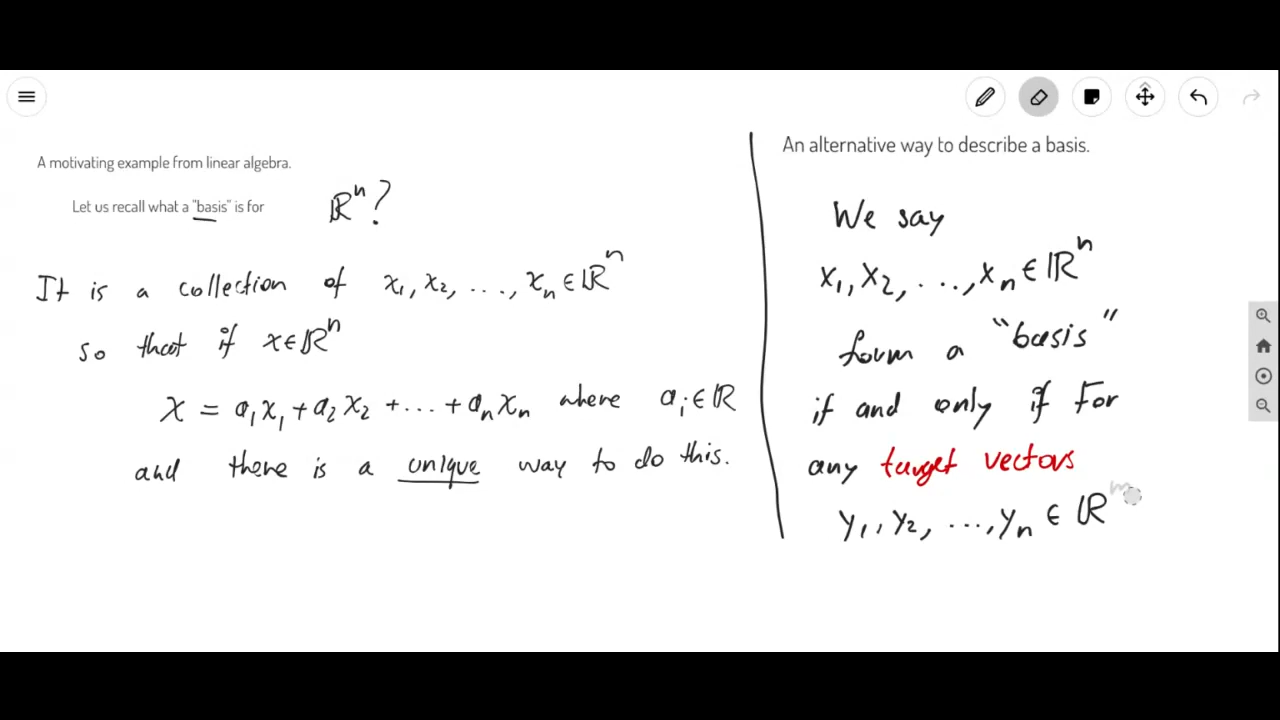 A motivating example from linear algebra.
Let us recall what a "basis" is for ℝⁿ?
It is a collection of x₁, x₂, ..., xₙ ∈ ℝⁿ
so that if x ∈ ℝⁿ
x = a₁x₁ + a₂x₂ + ... + aₙxₙ where aᵢ ∈ ℝ
and there is a unique way to do this.
An alternative way to describe a basis.
We say
x₁, x₂, ..., xₙ ∈ ℝⁿ
form a "basis"
if and only if for
any target vectors
y₁, y₂, ..., yₙ ∈ ℝᵐ